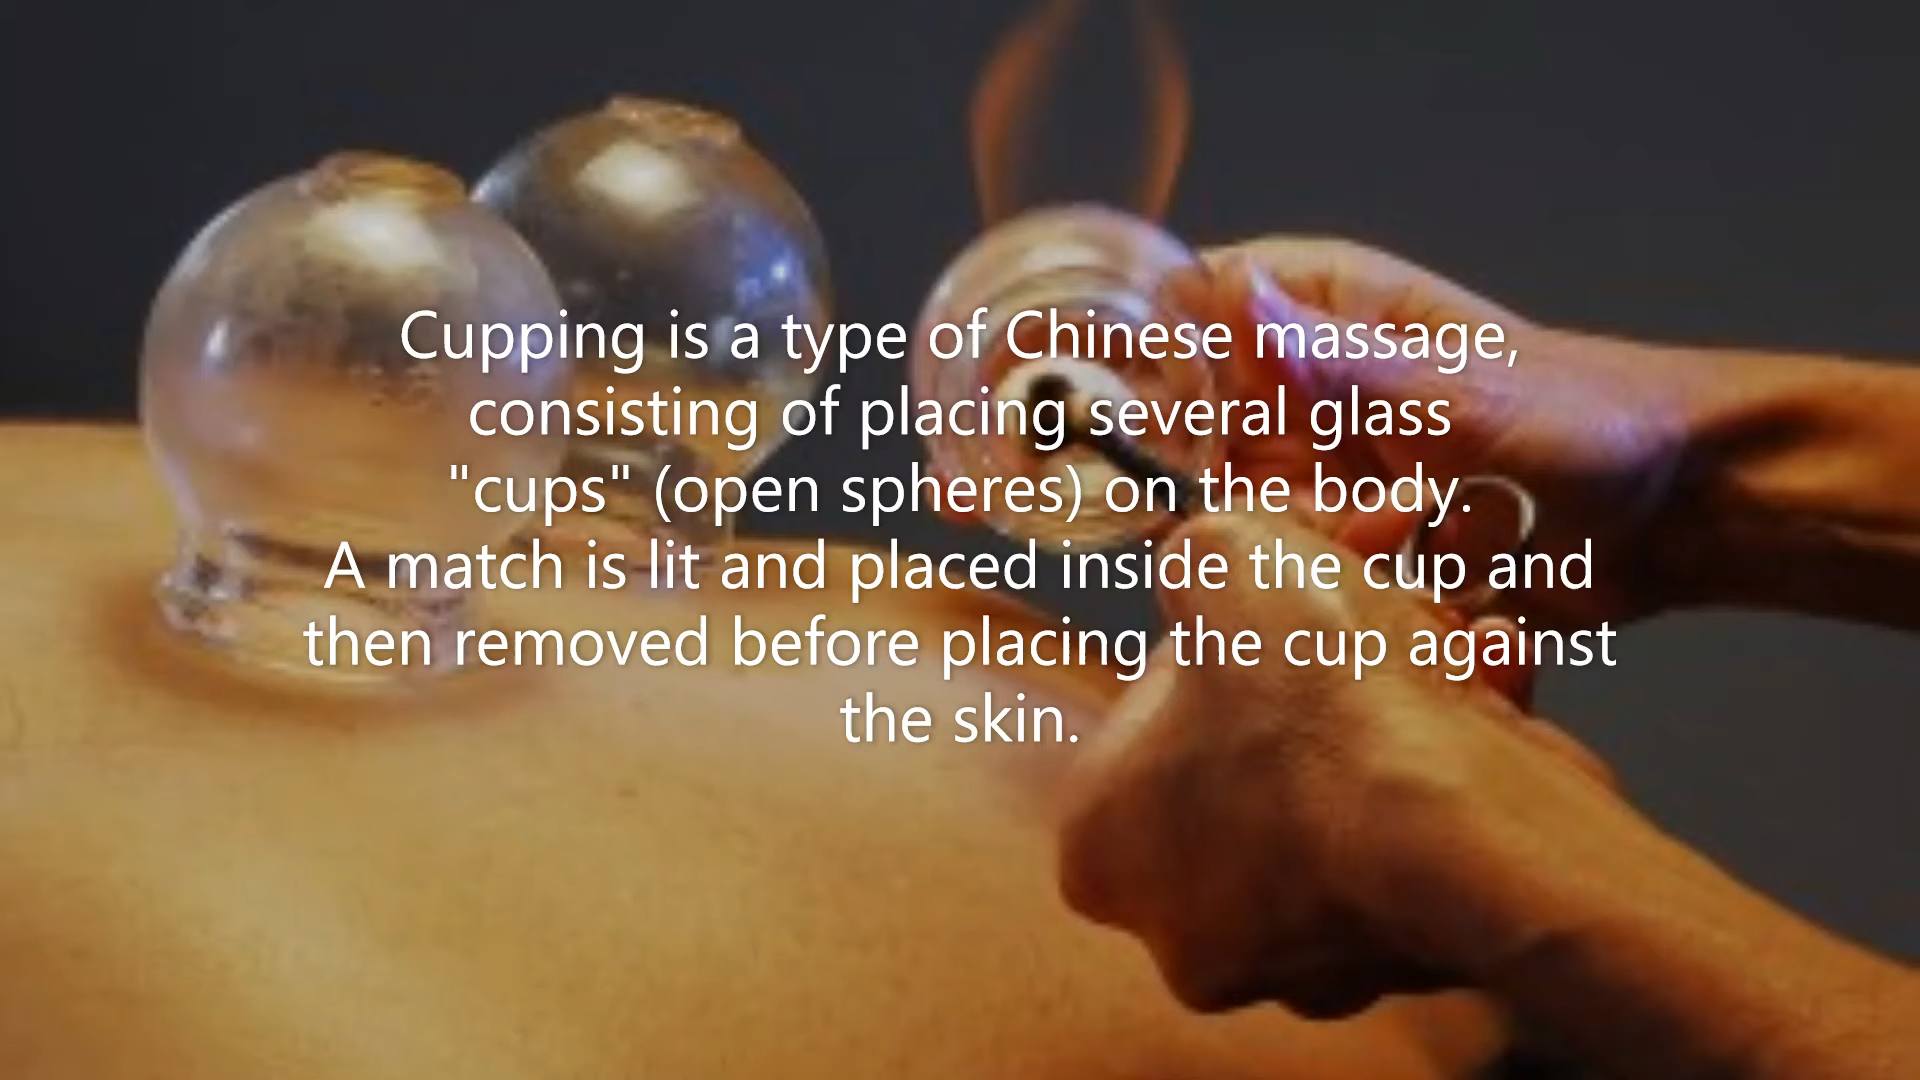 Cupping is a type of Chinese massage,
consisting of placing several glass
"cups" (open spheres) on the body.
A match is lit and placed inside the cup and
then removed before placing the cup against
the skin.